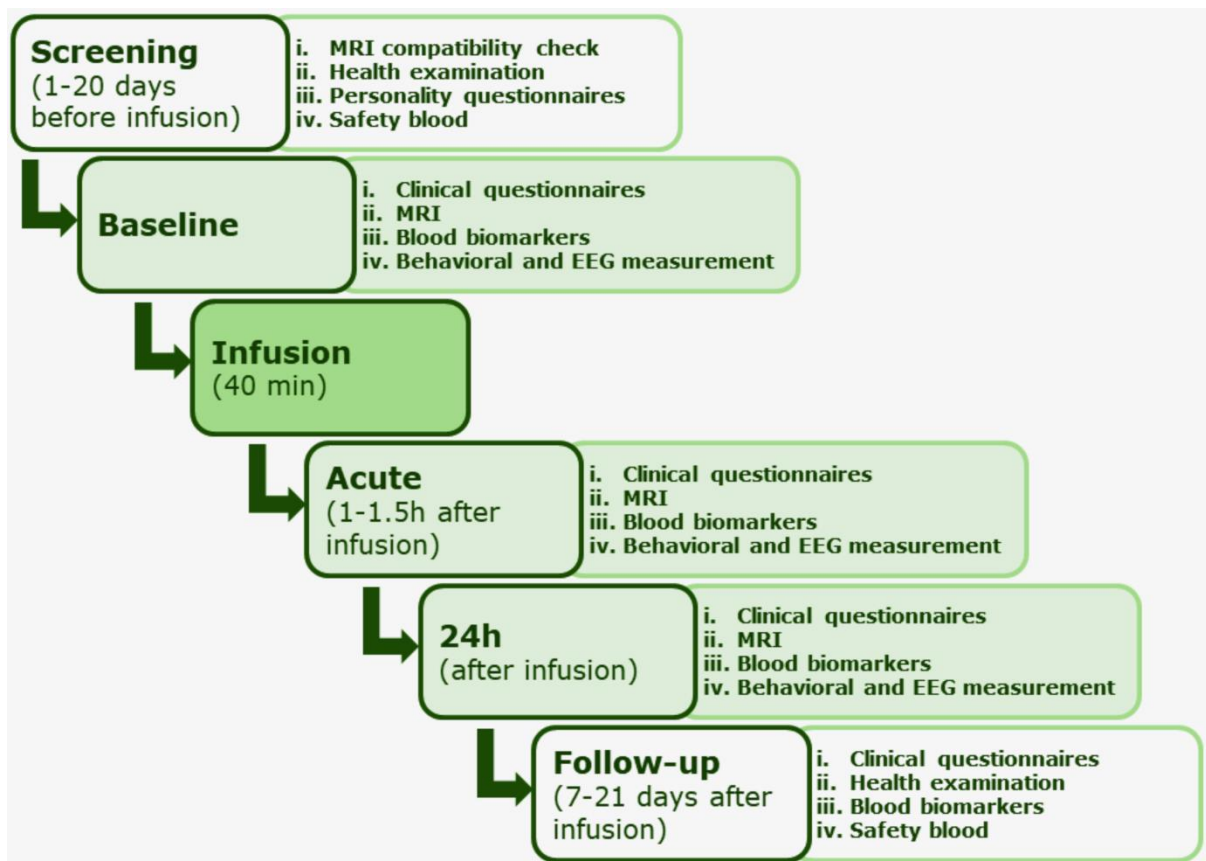 Screening
(1-20 days
before infusion)
i. MRI compatibility check
ii. Health examination
iii. Personality questionnaires
iv. Safety blood
Baseline
i. Clinical questionnaires
ii. MRI
iii. Blood biomarkers
iv. Behavioral and EEG measurement
Infusion
(40 min)
Acute
(1-1.5h after
infusion)
i. Clinical questionnaires
ii. MRI
iii. Blood biomarkers
iv. Behavioral and EEG measurement
24h
(after infusion)
i. Clinical questionnaires
ii. MRI
iii. Blood biomarkers
iv. Behavioral and EEG measurement
Follow-up
(7-21 days after
infusion)
i. Clinical questionnaires
ii. Health examination
iii. Blood biomarkers
iv. Safety blood